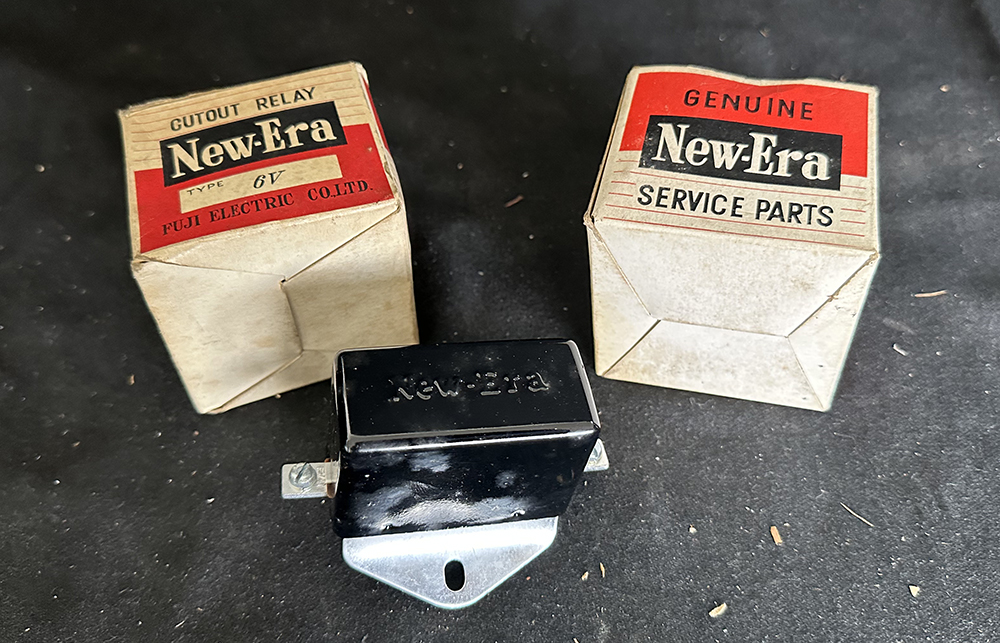 CUTOUT RELAY
New-Era
TYPE 6V
FUJI ELECTRIC CO.LTD.
GENUINE
New-Era
SERVICE PARTS
New-Era